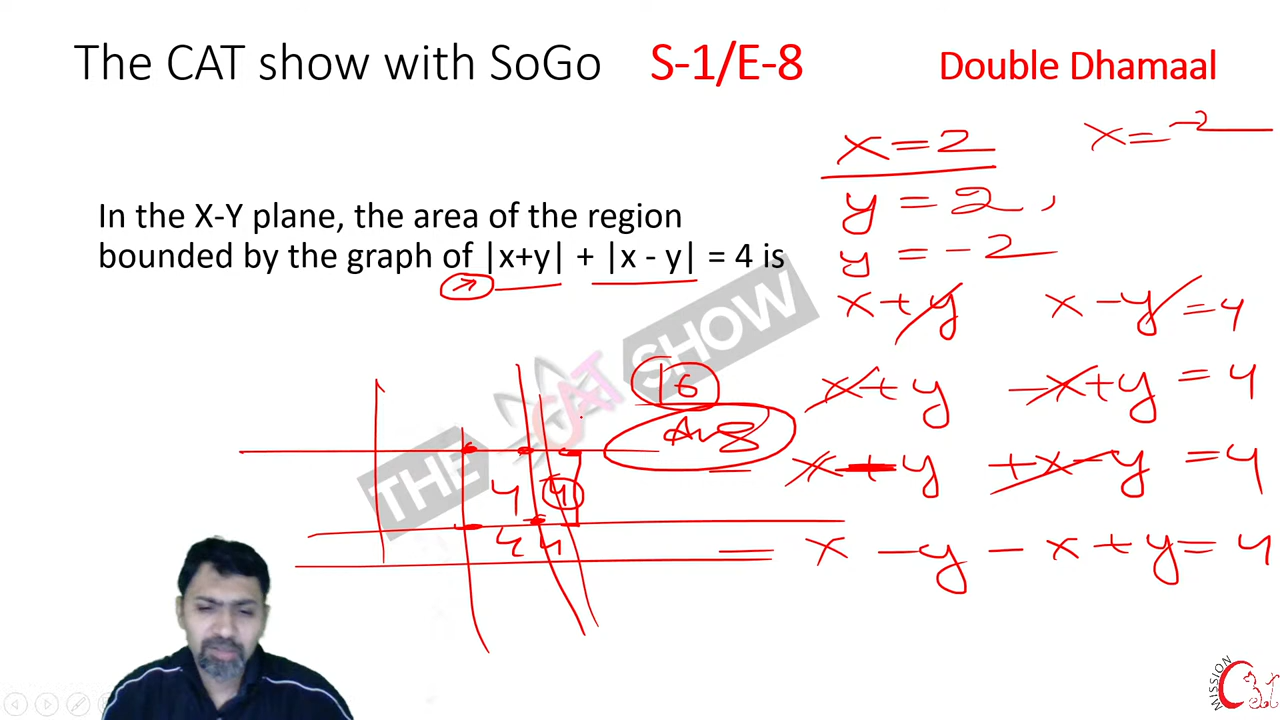 The CAT show with SoGo S-1/E-8 Double Dhamaal
x = 2 x = -2
y = 2,
y = -2
In the X-Y plane, the area of the region
bounded by the graph of |x+y| + |x - y| = 4 is
x + y x - y = 4
x + y - x + y = 4
- x + y + x - y = 4
- x - y - x + y = 4
16
Ans
4 4
4 4
THE CAT SHOW
MISSION